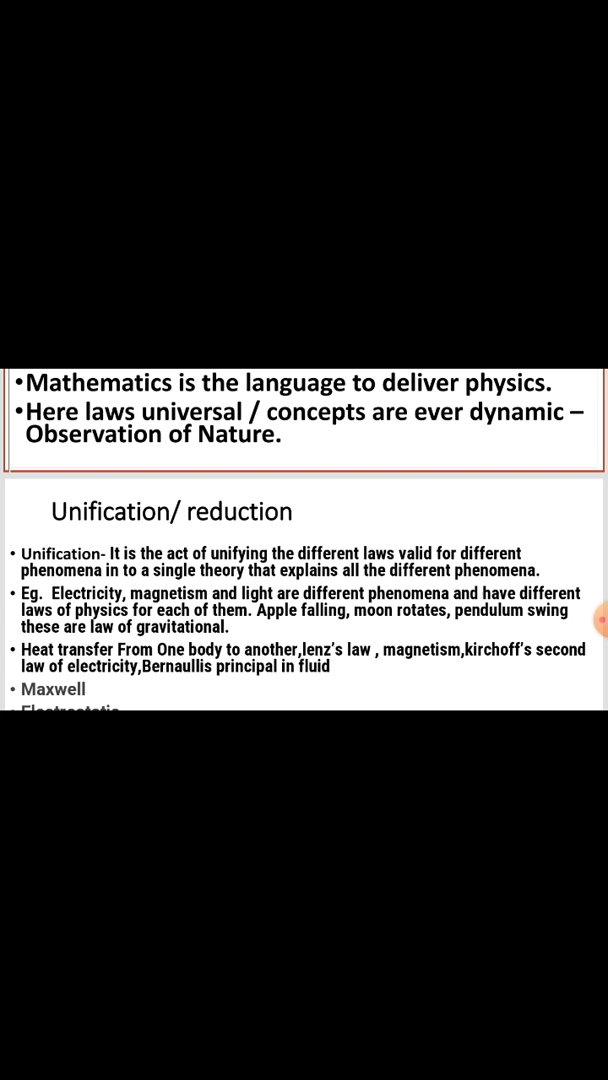 •Mathematics is the language to deliver physics.
•Here laws universal / concepts are ever dynamic –
Observation of Nature.
Unification/ reduction
• Unification- It is the act of unifying the different laws valid for different
phenomena in to a single theory that explains all the different phenomena.
• Eg. Electricity, magnetism and light are different phenomena and have different
laws of physics for each of them. Apple falling, moon rotates, pendulum swing
these are law of gravitational.
• Heat transfer From One body to another,lenz's law , magnetism,kirchoff's second
law of electricity,Bernaullis principal in fluid
• Maxwell